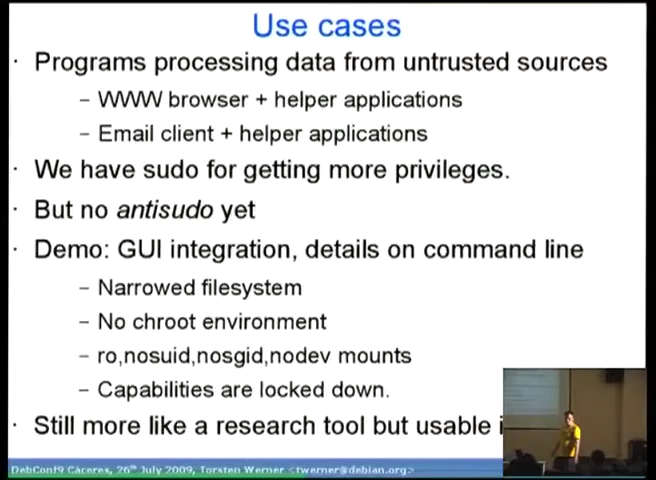 Use cases
· Programs processing data from untrusted sources
– WWW browser + helper applications
– Email client + helper applications
· We have sudo for getting more privileges.
· But no antisudo yet
· Demo: GUI integration, details on command line
– Narrowed filesystem
– No chroot environment
– ro,nosuid,nosgid,nodev mounts
– Capabilities are locked down.
· Still more like a research tool but usable
DebConf9 Cáceres, 26th July 2009, Torsten Werner <twerner@debian.org>